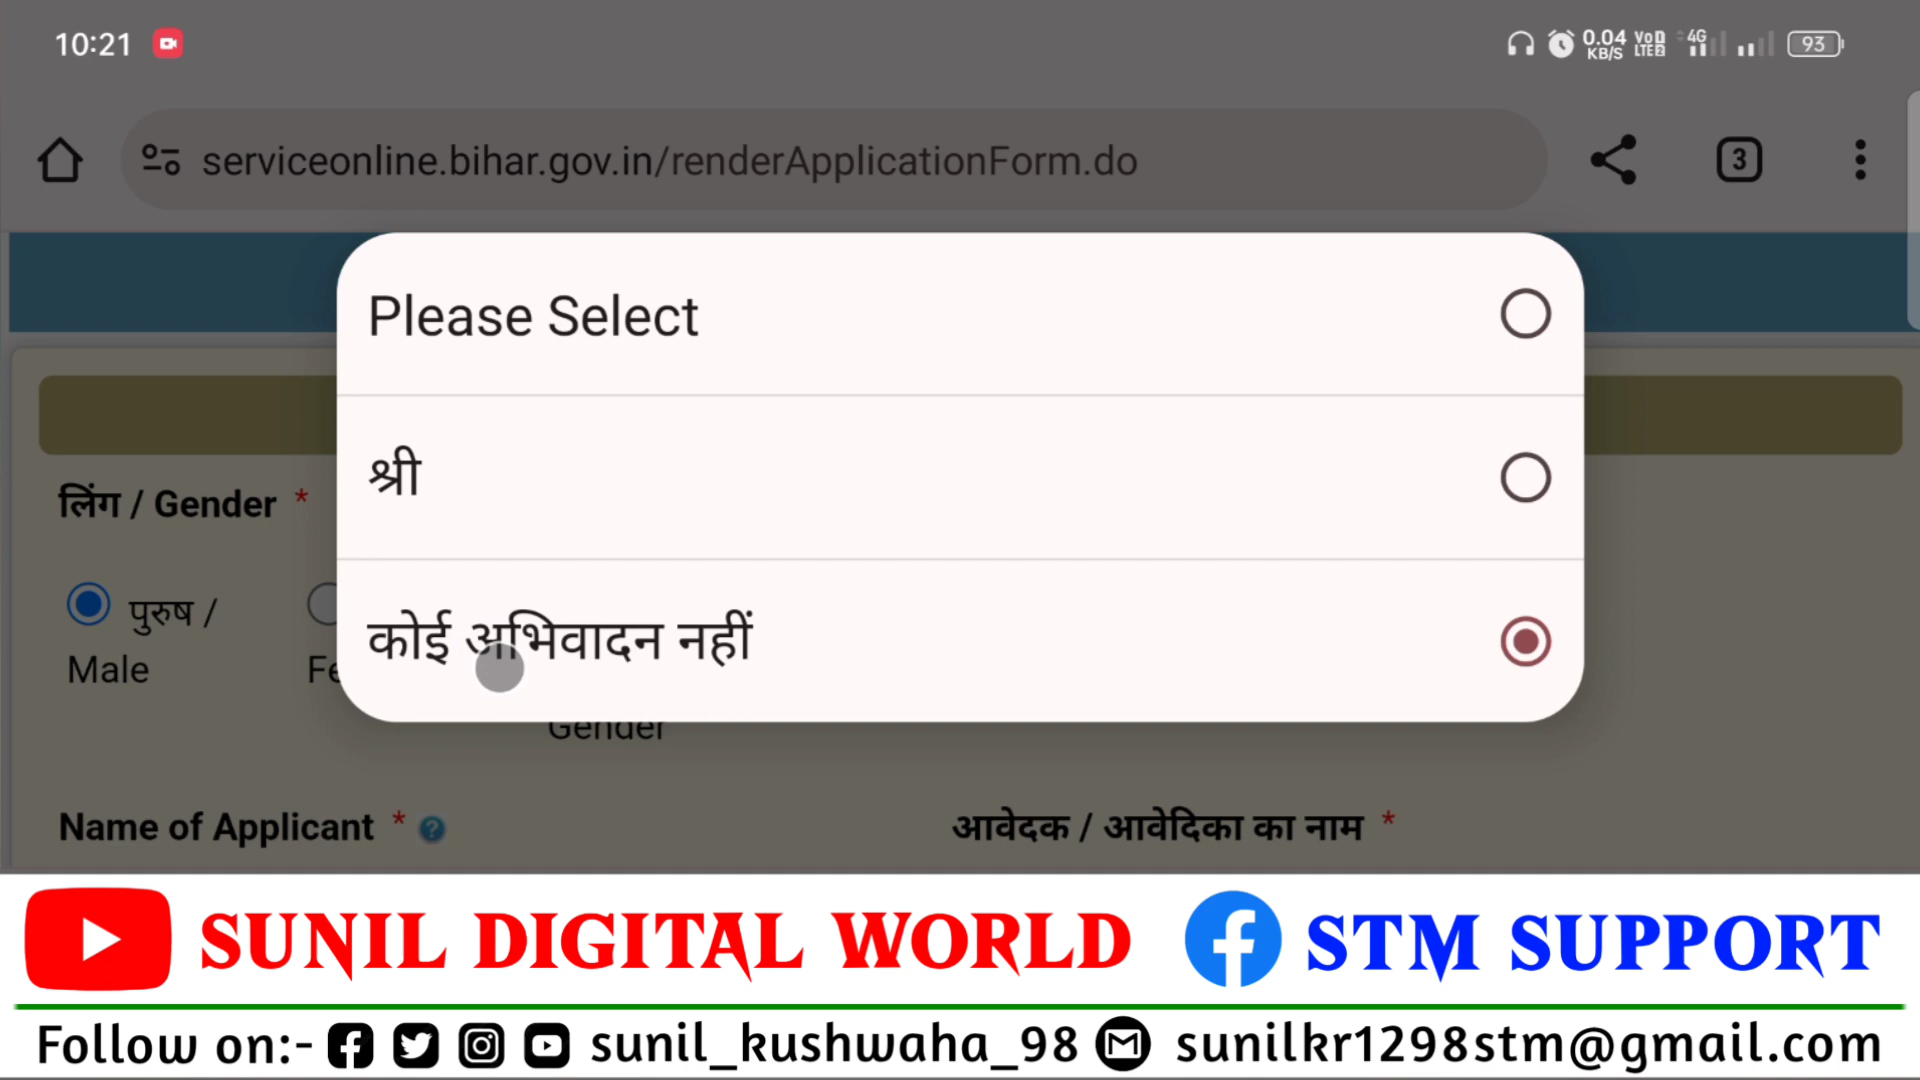 10:21 0.04 KB/S VoD LTE2 4G 93
serviceonline.bihar.gov.in/renderApplicationForm.do 3
Please Select
श्री
लिंग / Gender *
कोई अभिवादन नहीं
पुरुष /
Male Fe
Gender
Name of Applicant * ? आवेदक / आवेदिका का नाम *
SUNIL DIGITAL WORLD STM SUPPORT
Follow on:- sunil_kushwaha_98 sunilkr1298stm@gmail.com